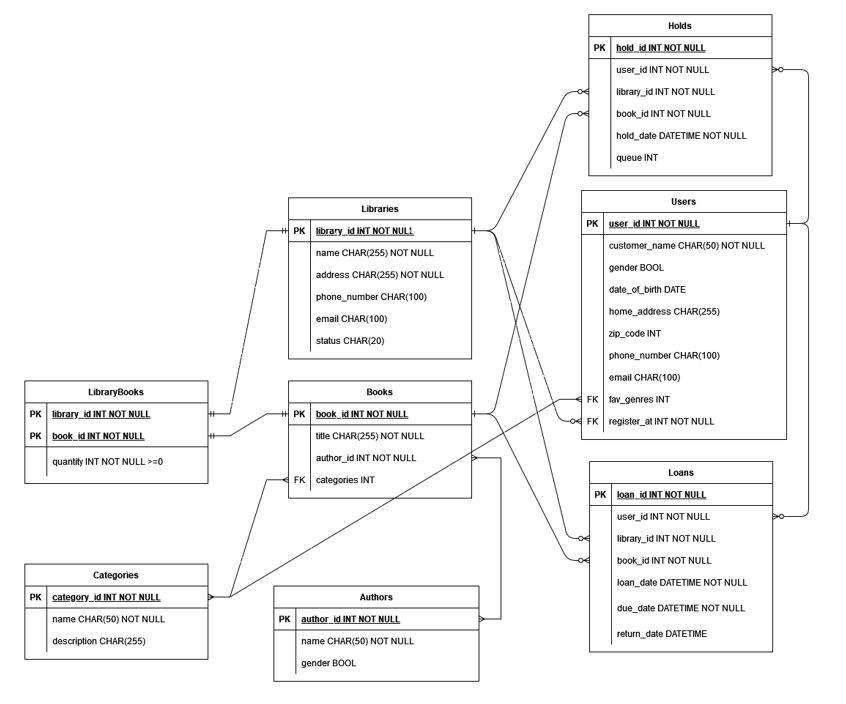 Holds
PK hold_id INT NOT NULL
user_id INT NOT NULL
library_id INT NOT NULL
book_id INT NOT NULL
hold_date DATETIME NOT NULL
queue INT
Libraries
PK library_id INT NOT NULL
name CHAR(255) NOT NULL
address CHAR(255) NOT NULL
phone_number CHAR(100)
email CHAR(100)
status CHAR(20)
Users
PK user_id INT NOT NULL
customer_name CHAR(50) NOT NULL
gender BOOL
date_of_birth DATE
home_address CHAR(255)
zip_code INT
phone_number CHAR(100)
email CHAR(100)
FK fav_genres INT
FK register_at INT NOT NULL
LibraryBooks
PK library_id INT NOT NULL
PK book_id INT NOT NULL
quantity INT NOT NULL >=0
Books
PK book_id INT NOT NULL
title CHAR(255) NOT NULL
author_id INT NOT NULL
FK categories INT
Loans
PK loan_id INT NOT NULL
user_id INT NOT NULL
library_id INT NOT NULL
book_id INT NOT NULL
loan_date DATETIME NOT NULL
due_date DATETIME NOT NULL
return_date DATETIME
Categories
PK category_id INT NOT NULL
name CHAR(50) NOT NULL
description CHAR(255)
Authors
PK author_id INT NOT NULL
name CHAR(50) NOT NULL
gender BOOL